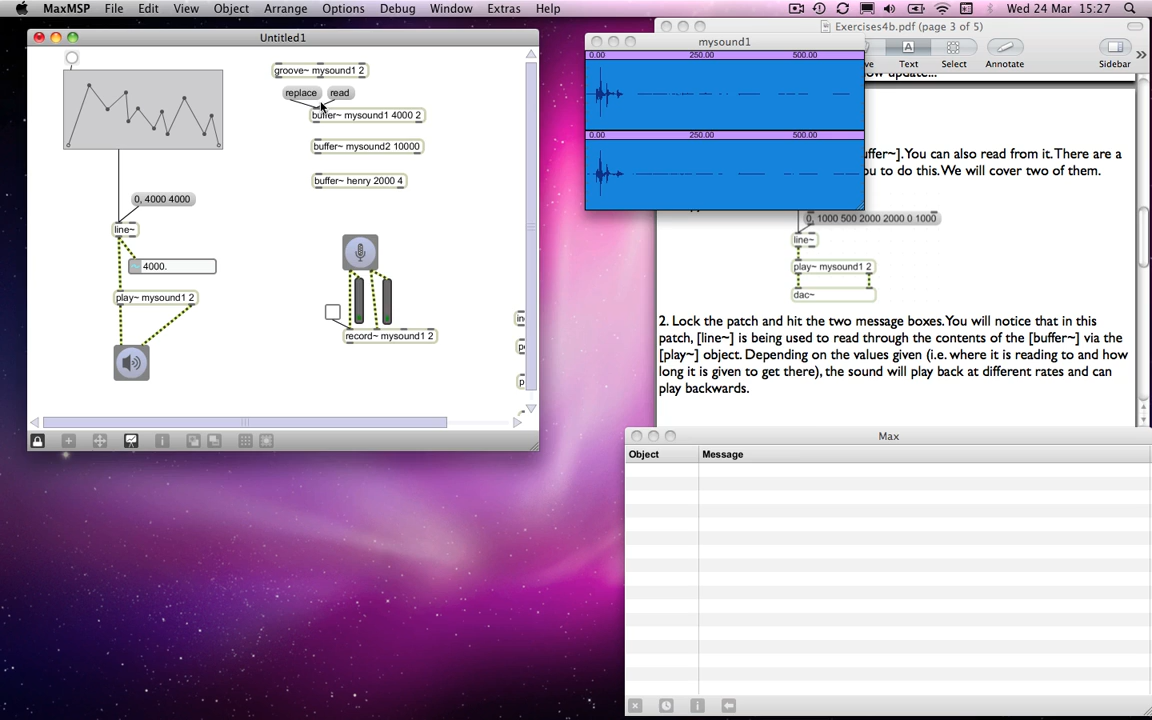 MaxMSP File Edit View Object Arrange Options Debug Window Extras Help Wed 24 Mar 15:27
Untitled1
groove~ mysound1 2
replace read
buffer~ mysound1 4000 2
buffer~ mysound2 10000
buffer~ henry 2000 4
0, 4000 4000
line~
4000.
play~ mysound1 2
record~ mysound1 2
mysound1
0.00 250.00 500.00
0.00 250.00 500.00
Exercises4b.pdf (page 3 of 5)
Text Select Annotate Sidebar
You can also read from it. There are a
ou to do this. We will cover two of them.
0, 1000 500 2000 2000 0 1000
line~
play~ mysound1 2
dac~
2. Lock the patch and hit the two message boxes. You will notice that in this
patch, [line~] is being used to read through the contents of the [buffer~] via the
[play~] object. Depending on the values given (i.e. where it is reading to and how
long it is given to get there), the sound will play back at different rates and can
play backwards.
Max
Object Message